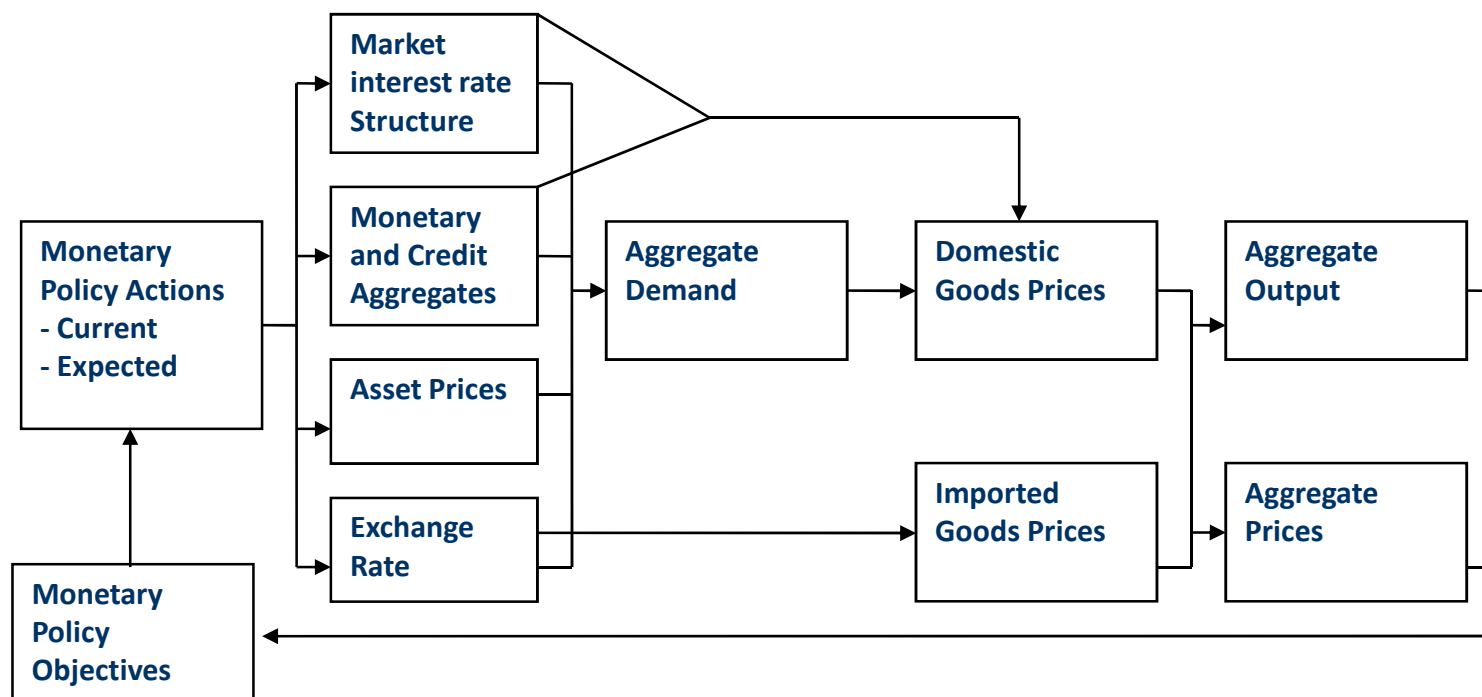 Market
interest rate
Structure
Monetary
and Credit
Aggregates
Monetary
Policy Actions
- Current
- Expected
Aggregate
Demand
Domestic
Goods Prices
Aggregate
Output
Asset Prices
Exchange
Rate
Imported
Goods Prices
Aggregate
Prices
Monetary
Policy
Objectives